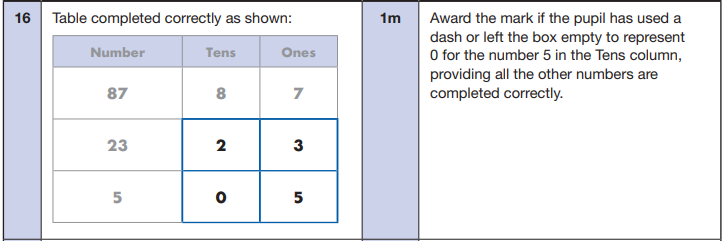 16
Table completed correctly as shown:
Number Tens Ones
87 8 7
23 2 3
5 0 5
1m
Award the mark if the pupil has used a
dash or left the box empty to represent
0 for the number 5 in the Tens column,
providing all the other numbers are
completed correctly.